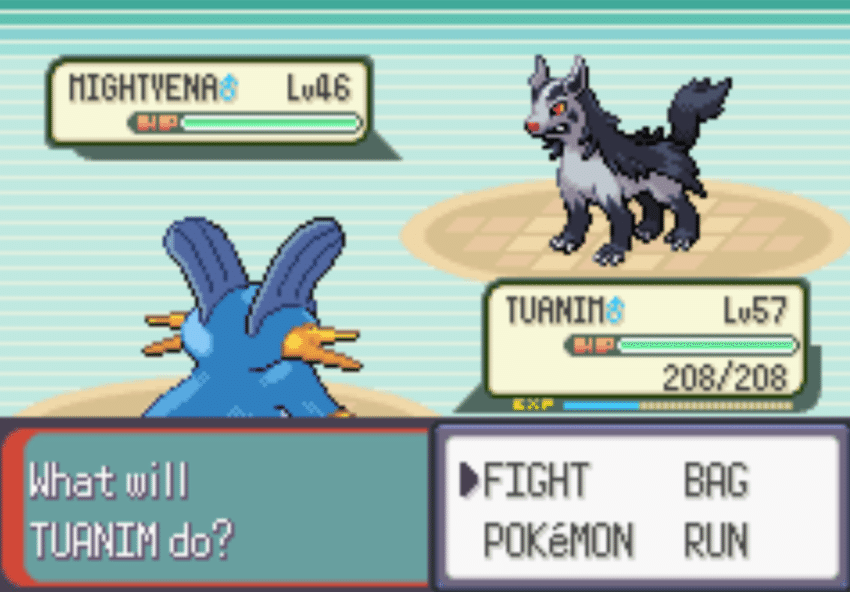 MIGHTYENA♂ Lv46
HP
TUANIM♂ Lv57
HP
208/208
EXP
What will
TUANIM do?
▶FIGHT BAG
POKéMON RUN